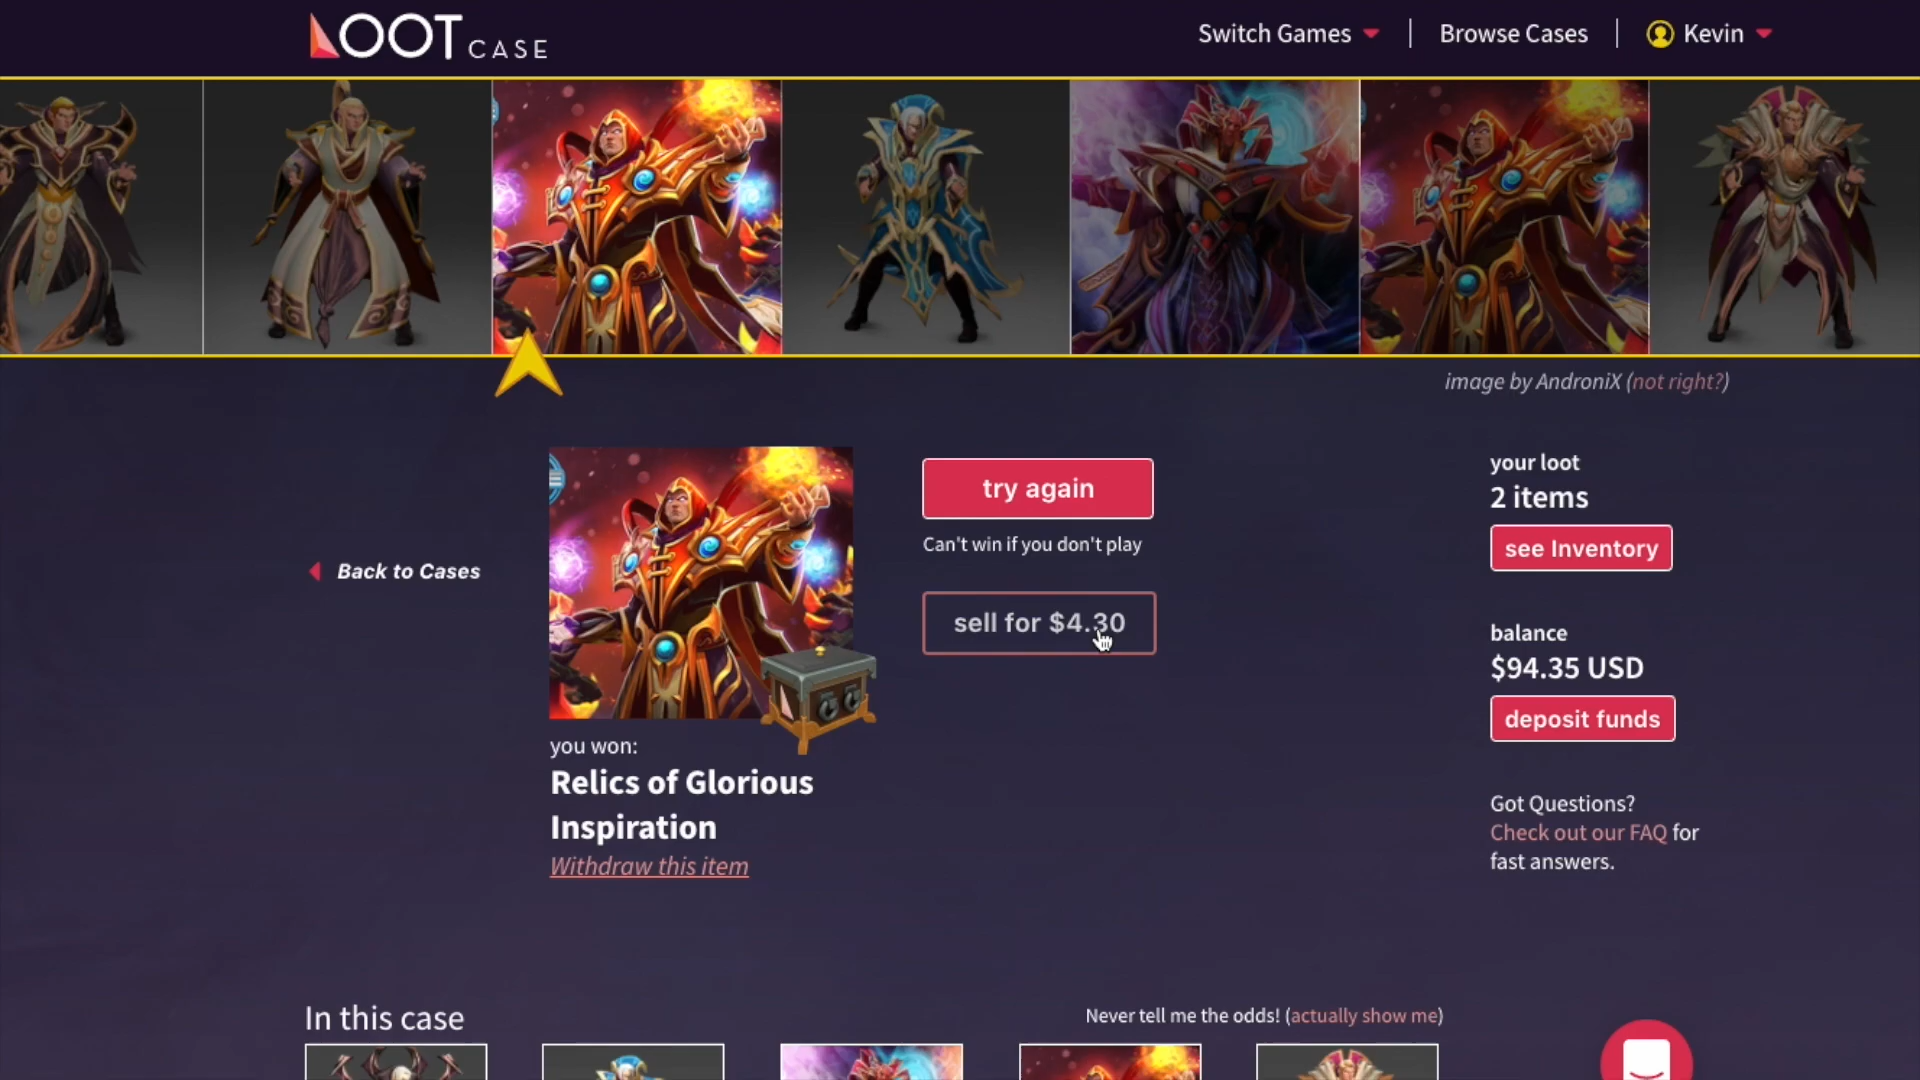 LOOT CASE
Switch Games
Browse Cases
Kevin
image by AndroniX (not right?)
Back to Cases
try again
Can't win if you don't play
sell for $4.30
you won:
Relics of Glorious
Inspiration
Withdraw this item
your loot
2 items
see Inventory
balance
$94.35 USD
deposit funds
Got Questions?
Check out our FAQ for
fast answers.
In this case
Never tell me the odds! (actually show me)